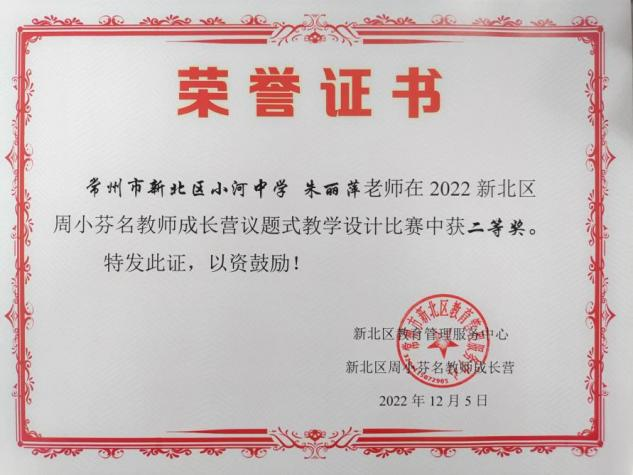 荣誉证书
常州市新北区小河中学 朱丽萍老师在 2022 新北区
周小芬名教师成长营议题式教学设计比赛中获二等奖。
特发此证，以资鼓励！
新北区教育管理服务中心
新北区周小芬名教师成长营
2022 年 12 月 5 日